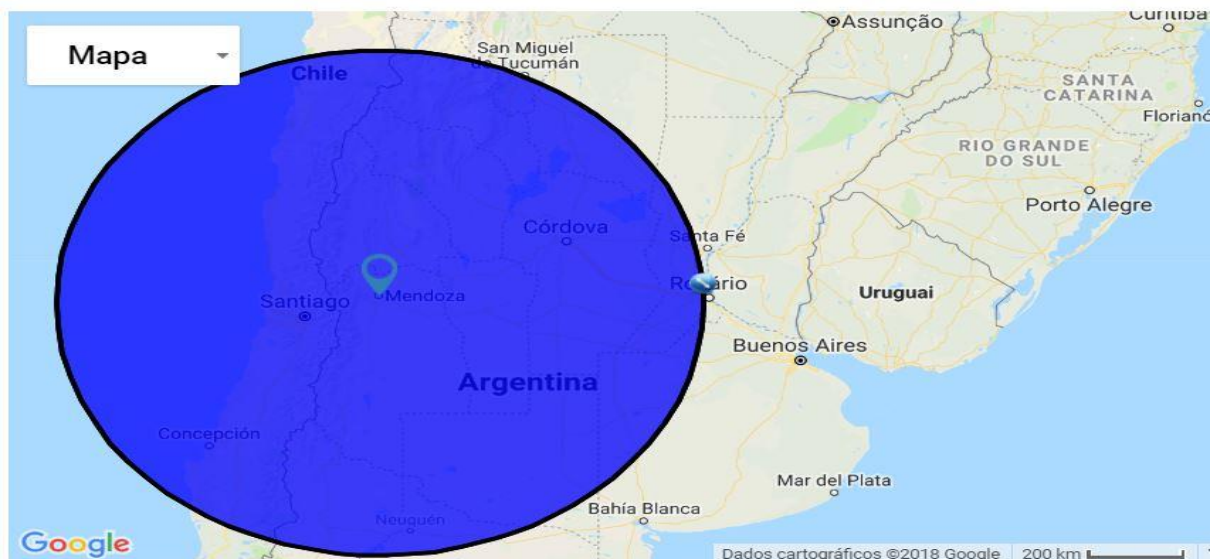 Mapa
Assunção
Curitiba
San Miguel
de Tucumán
Chile
SANTA
CATARINA
Florianó
RIO GRANDE
DO SUL
Porto Alegre
Córdova
Santa Fé
Mendoza
Santiago
Uruguai
Buenos Aires
Argentina
Concepción
Mar del Plata
Bahía Blanca
Neuquén
Google
Dados cartográficos ©2018 Google
200 km